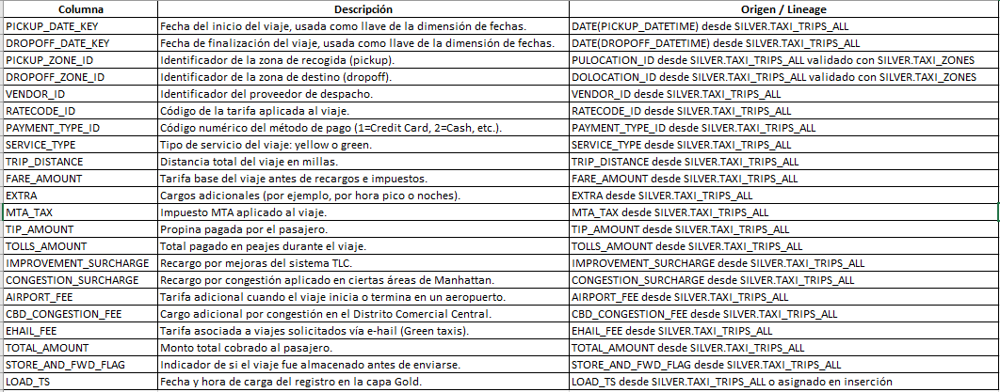 Columna Descripción Origen / Lineage
PICKUP_DATE_KEY Fecha del inicio del viaje, usada como llave de la dimensión de fechas. DATE(PICKUP_DATETIME) desde SILVER.TAXI_TRIPS_ALL
DROPOFF_DATE_KEY Fecha de finalización del viaje, usada como llave de la dimensión de fechas. DATE(DROPOFF_DATETIME) desde SILVER.TAXI_TRIPS_ALL
PICKUP_ZONE_ID Identificador de la zona de recogida (pickup). PULOCATION_ID desde SILVER.TAXI_TRIPS_ALL validado con SILVER.TAXI_ZONES
DROPOFF_ZONE_ID Identificador de la zona de destino (dropoff). DOLOCATION_ID desde SILVER.TAXI_TRIPS_ALL validado con SILVER.TAXI_ZONES
VENDOR_ID Identificador del proveedor de despacho. VENDOR_ID desde SILVER.TAXI_TRIPS_ALL
RATECODE_ID Código de la tarifa aplicada al viaje. RATECODE_ID desde SILVER.TAXI_TRIPS_ALL
PAYMENT_TYPE_ID Código numérico del método de pago (1=Credit Card, 2=Cash, etc.). PAYMENT_TYPE_ID desde SILVER.TAXI_TRIPS_ALL
SERVICE_TYPE Tipo de servicio del viaje: yellow o green. SERVICE_TYPE desde SILVER.TAXI_TRIPS_ALL
TRIP_DISTANCE Distancia total del viaje en millas. TRIP_DISTANCE desde SILVER.TAXI_TRIPS_ALL
FARE_AMOUNT Tarifa base del viaje antes de recargos e impuestos. FARE_AMOUNT desde SILVER.TAXI_TRIPS_ALL
EXTRA Cargos adicionales (por ejemplo, por hora pico o noches). EXTRA desde SILVER.TAXI_TRIPS_ALL
MTA_TAX Impuesto MTA aplicado al viaje. MTA_TAX desde SILVER.TAXI_TRIPS_ALL
TIP_AMOUNT Propina pagada por el pasajero. TIP_AMOUNT desde SILVER.TAXI_TRIPS_ALL
TOLLS_AMOUNT Total pagado en peajes durante el viaje. TOLLS_AMOUNT desde SILVER.TAXI_TRIPS_ALL
IMPROVEMENT_SURCHARGE Recargo por mejoras del sistema TLC. IMPROVEMENT_SURCHARGE desde SILVER.TAXI_TRIPS_ALL
CONGESTION_SURCHARGE Recargo por congestión aplicado en ciertas áreas de Manhattan. CONGESTION_SURCHARGE desde SILVER.TAXI_TRIPS_ALL
AIRPORT_FEE Tarifa adicional cuando el viaje inicia o termina en un aeropuerto. AIRPORT_FEE desde SILVER.TAXI_TRIPS_ALL
CBD_CONGESTION_FEE Cargo adicional por congestión en el Distrito Comercial Central. CBD_CONGESTION_FEE desde SILVER.TAXI_TRIPS_ALL
EHAIL_FEE Tarifa asociada a viajes solicitados vía e-hail (Green taxis). EHAIL_FEE desde SILVER.TAXI_TRIPS_ALL
TOTAL_AMOUNT Monto total cobrado al pasajero. TOTAL_AMOUNT desde SILVER.TAXI_TRIPS_ALL
STORE_AND_FWD_FLAG Indicador de si el viaje fue almacenado antes de enviarse. STORE_AND_FWD_FLAG desde SILVER.TAXI_TRIPS_ALL
LOAD_TS Fecha y hora de carga del registro en la capa Gold. LOAD_TS desde SILVER.TAXI_TRIPS_ALL o asignado en inserción